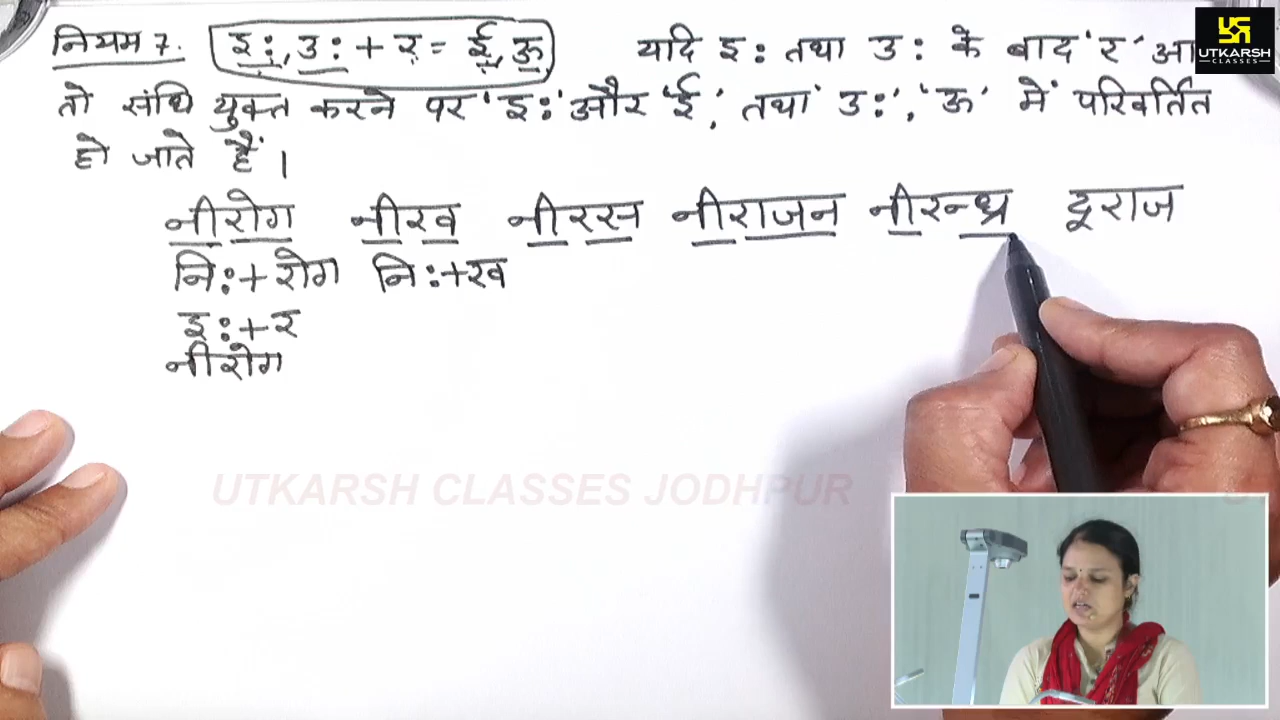 नियम 7. इः, उः + र = ई, ऊ यदि इः तथा उः के बाद 'र' आ
तो संधि युक्त करने पर 'इः' और 'ई', तथा 'उः', 'ऊ' में परिवर्तित
हो जाते हैं।
नीरोग नीरव नीरस नीराजन नीरन्ध्र दूराज
निः+रोग निः+रव
इः+र
नीरोग
UTKARSH CLASSES JODHPUR
UTKARSH
CLASSES